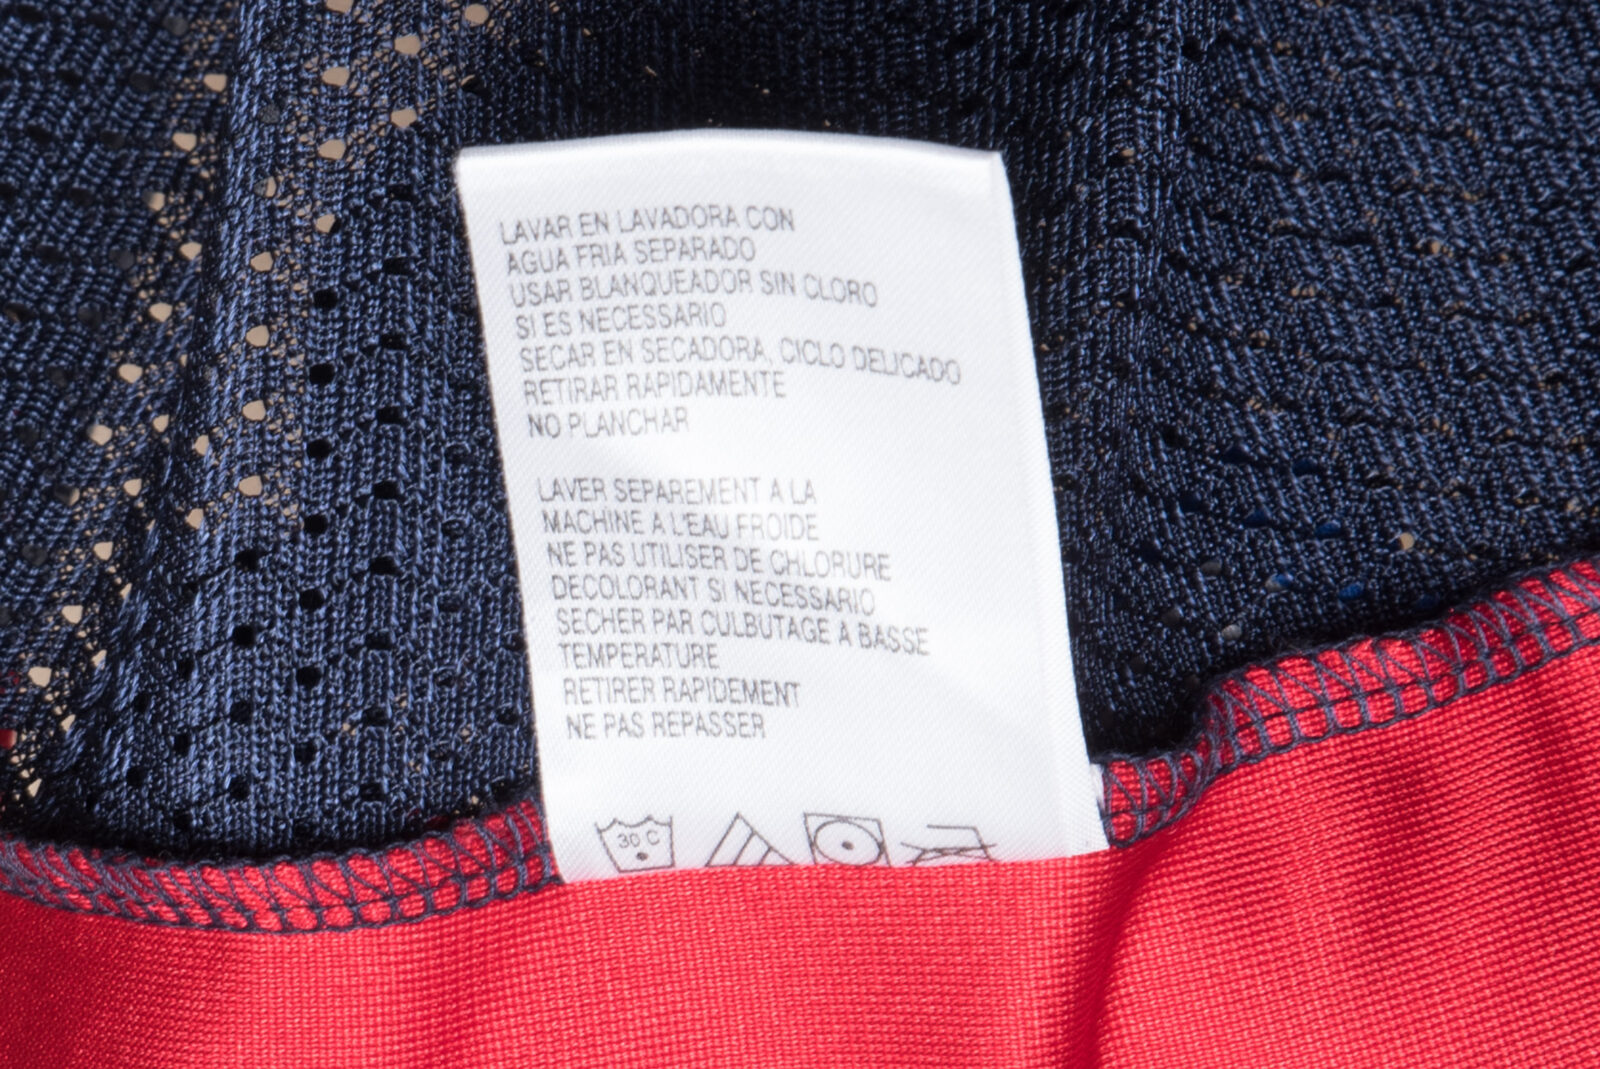 LAVAR EN LAVADORA CON
AGUA FRIA SEPARADO
USAR BLANQUEADOR SIN CLORO
SI ES NECESSARIO
SECAR EN SECADORA, CICLO DELICADO
RETIRAR RAPIDAMENTE
NO PLANCHAR
LAVER SEPAREMENT A LA
MACHINE A L'EAU FROIDE
NE PAS UTILISER DE CHLORURE
DECOLORANT SI NECESSARIO
SECHER PAR CULBUTAGE A BASSE
TEMPERATURE
RETIRER RAPIDEMENT
NE PAS REPASSER
30 C